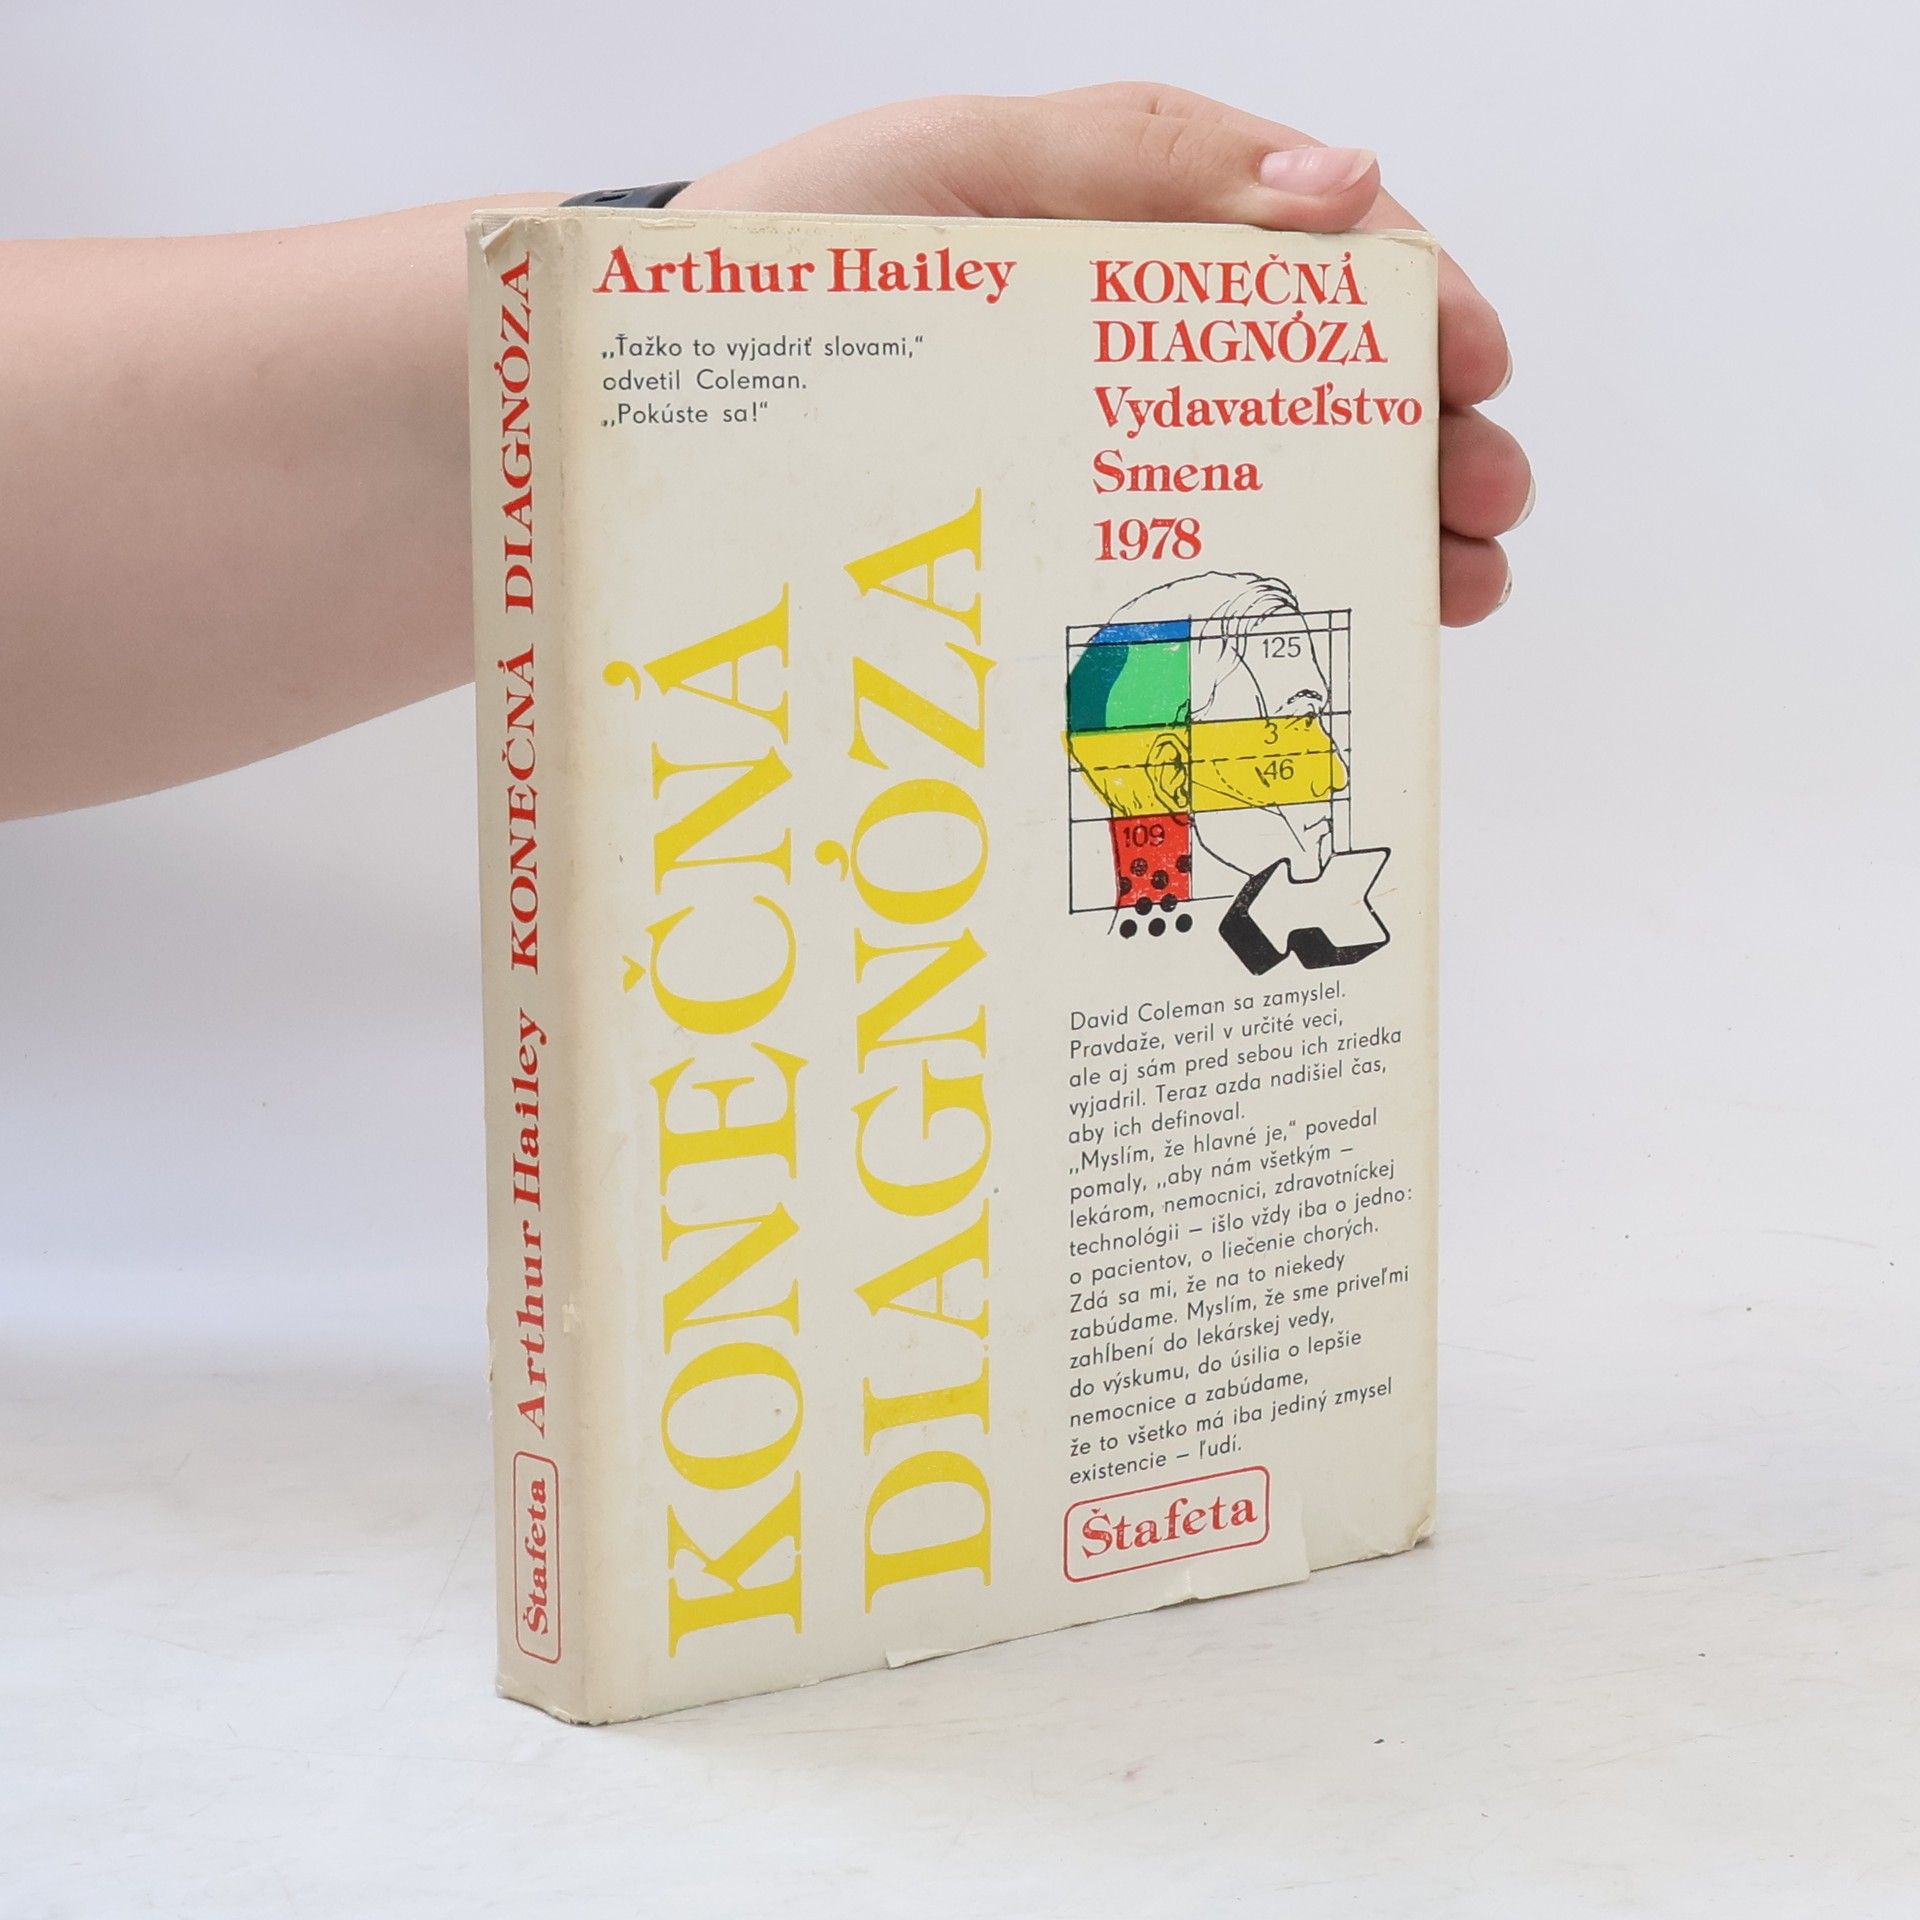 Štafeta Arthur Hailey KONEČNÁ DIAGNÓZA
Arthur Hailey
„Ťažko to vyjadriť slovami,“
odvetil Coleman.
„Pokúste sa!“
KONEČNÁ
DIAGNÓZA
KONEČNÁ
DIAGNÓZA
Vydavateľstvo
Smena
1978
125
3
46
109
David Coleman sa zamyslel.
Pravdaže, veril v určité veci,
ale aj sám pred sebou ich zriedka
vyjadril. Teraz azda nadišiel čas,
aby ich definoval.
„Myslím, že hlavné je,“ povedal
pomaly, „aby nám všetkým –
lekárom, nemocnici, zdravotníckej
technológii – išlo vždy iba o jedno:
o pacientov, o liečenie chorých.
Zdá sa mi, že na to niekedy
zabúdame. Myslím, že sme priveľmi
zahĺbení do lekárskej vedy,
do výskumu, do úsilia o lepšie
nemocnice a zabúdame,
že to všetko má iba jediný zmysel
existencie – ľudí.
Štafeta